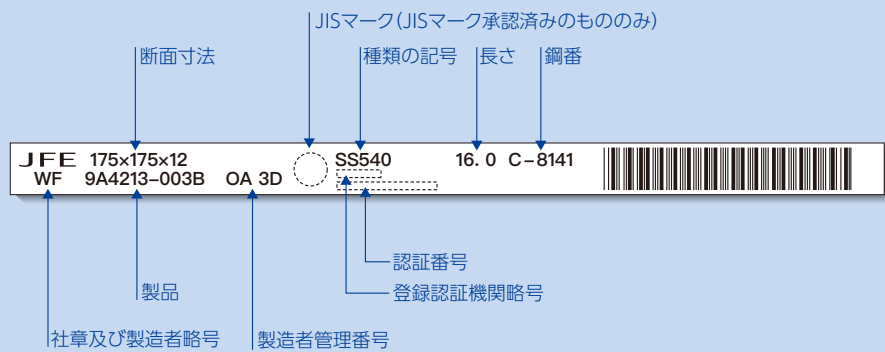 JISマーク(JISマーク承認済みのもののみ)
断面寸法 種類の記号 長さ 鋼番
JFE 175×175×12 SS540 16. 0 C-8141
WF 9A4213-003B OA 3D
認証番号
製品 登録認証機関略号
社章及び製造者略号 製造者管理番号